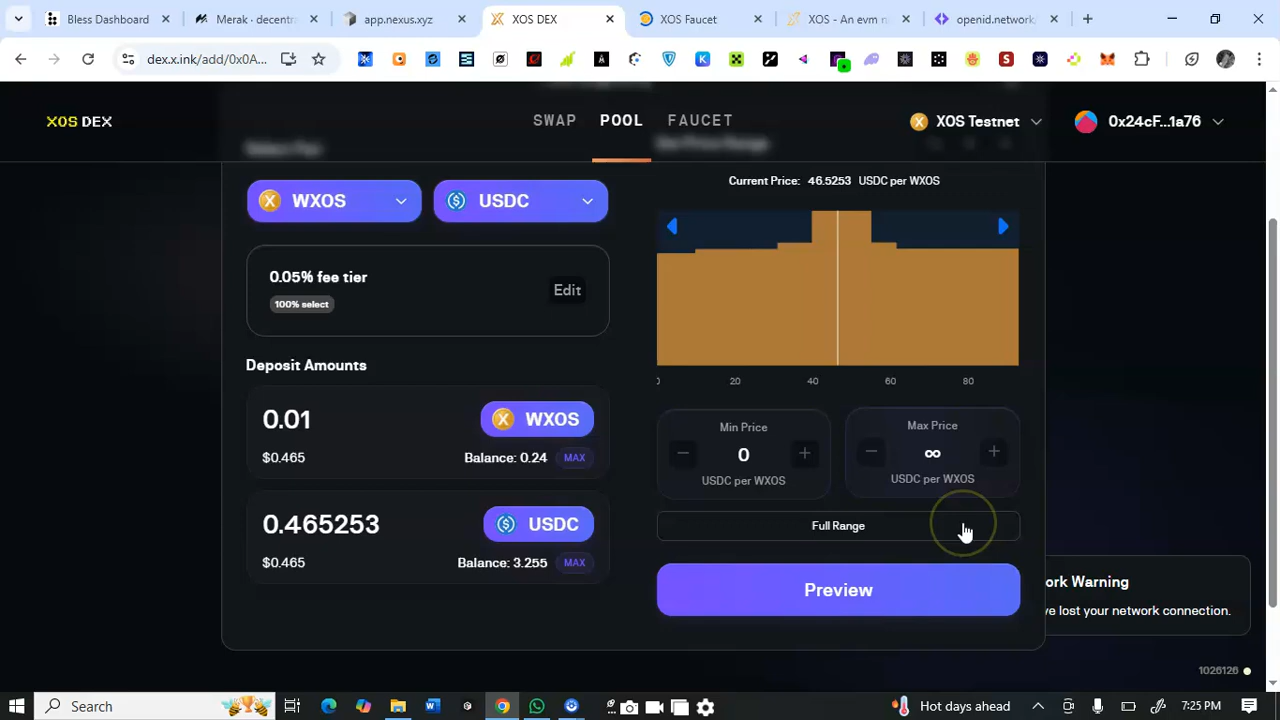 Bless Dashboard
Merak - decentr
app.nexus.xyz
XOS DEX
XOS Faucet
XOS - An evm n
openid.network
dex.x.ink/add/0x0A...
XOS DEX
SWAP
POOL
FAUCET
XOS Testnet
0x24cF...1a76
Select Pair
Set Price Range
Current Price: 46.5253 USDC per WXOS
WXOS
USDC
0.05% fee tier
100% select
Edit
Deposit Amounts
0.01
WXOS
$0.465
Balance: 0.24
MAX
0.465253
USDC
$0.465
Balance: 3.255
MAX
20
40
60
80
Min Price
0
USDC per WXOS
Max Price
∞
USDC per WXOS
Full Range
Preview
ork Warning
ve lost your network connection.
1026126
Search
Hot days ahead
7:25 PM